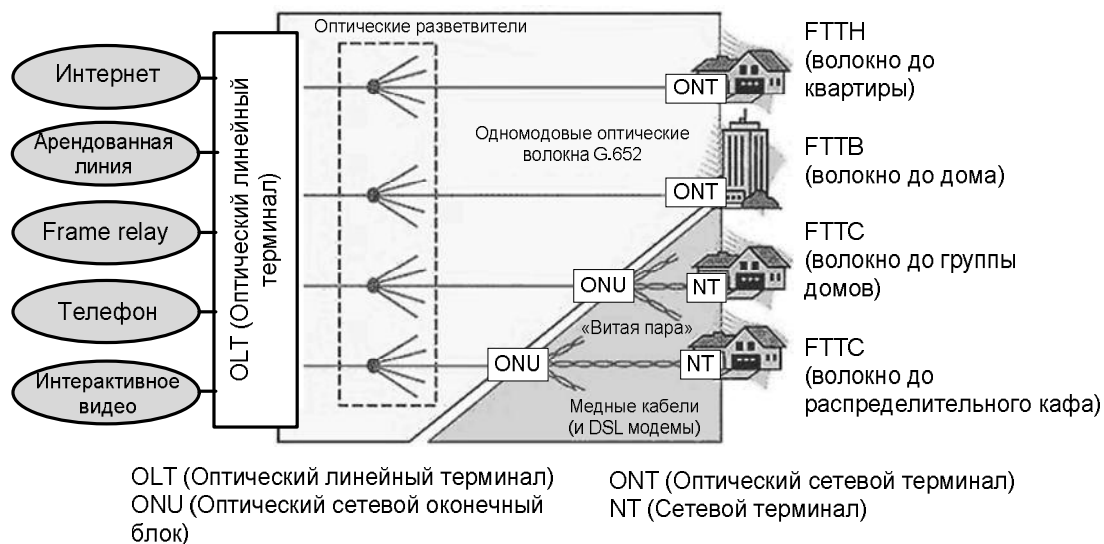 Оптические разветвители
Интернет
Арендованная
линия
Frame relay
Телефон
Интерактивное
видео
OLT (Оптический линейный
терминал)
ONT
Одномодовые оптические
волокна G.652
ONT
ONU
NT
«Витая пара»
ONU
NT
Медные кабели
(и DSL модемы)
FTTH
(волокно до
квартиры)
FTTB
(волокно до дома)
FTTC
(волокно до группы
домов)
FTTC
(волокно до
распределительного кафа)
OLT (Оптический линейный терминал)
ONU (Оптический сетевой оконечный
блок)
ONT (Оптический сетевой терминал)
NT (Сетевой терминал)